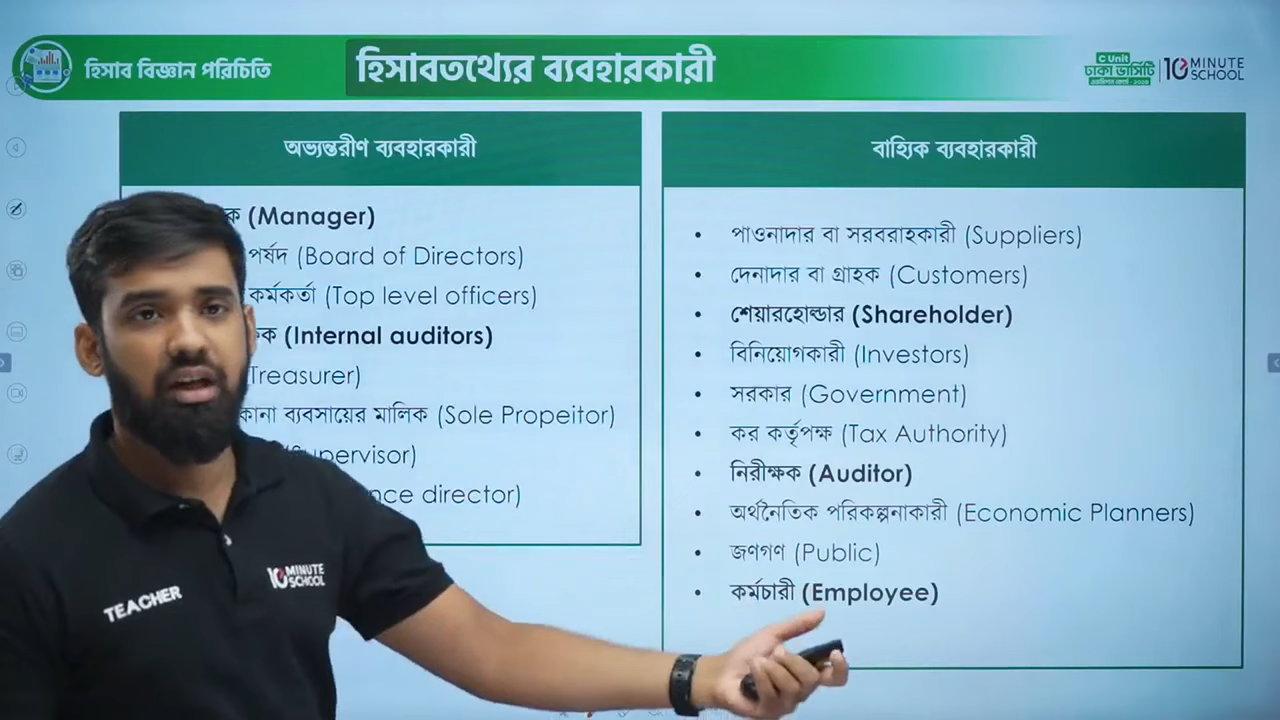 হিসাব বিজ্ঞান পরিচিতি
হিসাবতথ্যের ব্যবহারকারী
C Unit
ঢাকা ভার্সিটি
10 MINUTE SCHOOL
অভ্যন্তরীণ ব্যবহারকারী
ক (Manager)
পর্ষদ (Board of Directors)
কর্মকর্তা (Top level officers)
ক (Internal auditors)
Treasurer)
কানা ব্যবসায়ের মালিক (Sole Propeitor)
(Supervisor)
nce director)
বাহ্যিক ব্যবহারকারী
• পাওনাদার বা সরবরাহকারী (Suppliers)
• দেনাদার বা গ্রাহক (Customers)
• শেয়ারহোল্ডার (Shareholder)
• বিনিয়োগকারী (Investors)
• সরকার (Government)
• কর কর্তৃপক্ষ (Tax Authority)
• নিরীক্ষক (Auditor)
• অর্থনৈতিক পরিকল্পনাকারী (Economic Planners)
• জণগণ (Public)
• কর্মচারী (Employee)
TEACHER
10 MINUTE SCHOOL